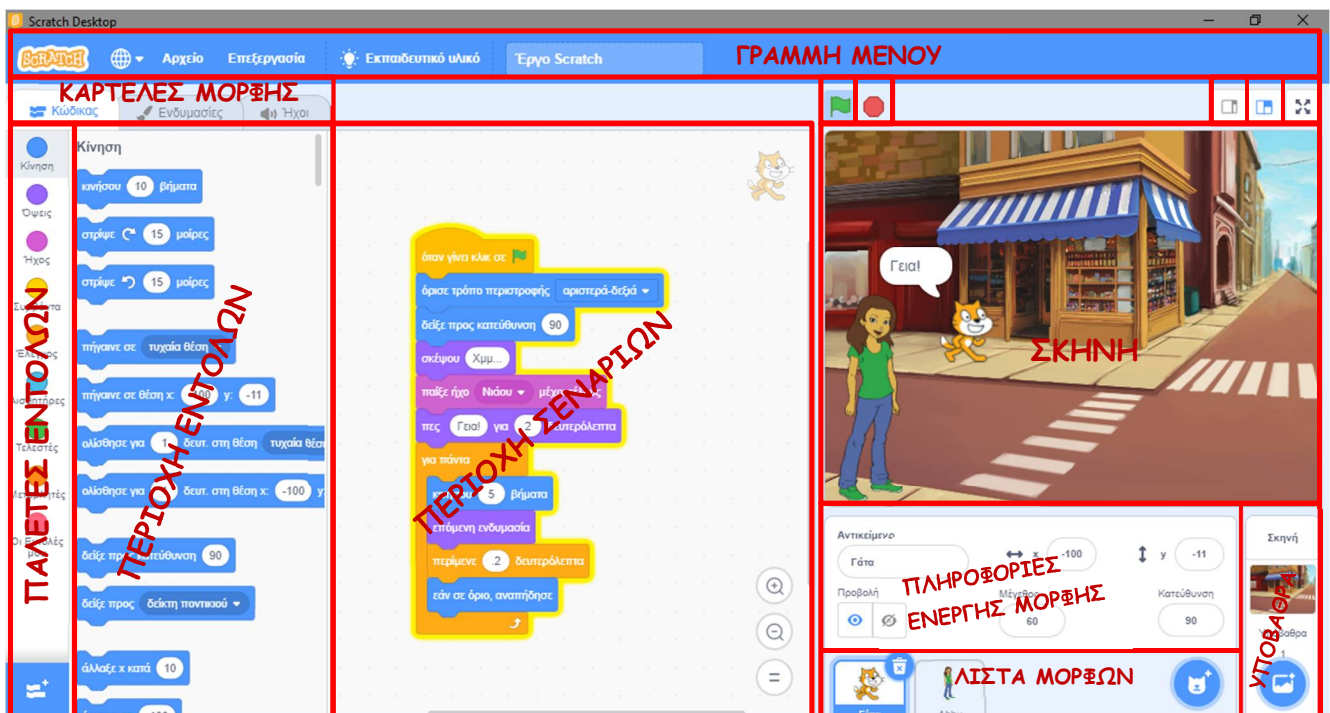 Scratch Desktop
SCRATCH Αρχείο Επεξεργασία Εκπαιδευτικό υλικό Έργο Scratch ΓΡΑΜΜΗ ΜΕΝΟΥ
ΚΑΡΤΕΛΕΣ ΜΟΡΦΗΣ
Κώδικας Ενδυμασίες Ήχοι
Κίνηση
Όψεις
Ήχος
Τελεστές
ΠΑΛΕΤΕΣ ΕΝΤΟΛΩΝ
Κίνηση
κινήσου 10 βήματα
στρίψε 15 μοίρες
στρίψε 15 μοίρες
πήγαινε σε τυχαία θέση
πήγαινε σε θέση x: -100 y: -11
ολίσθησε για 1 δευτ. στη θέση τυχαία θέση
ολίσθησε για δευτ. στη θέση x: -100 y:
δείξε προς κατεύθυνση 90
δείξε προς δείκτη ποντικιού
άλλαξε x κατά 10
ΠΕΡΙΟΧΗ ΕΝΤΟΛΩΝ
όταν γίνει κλικ σε
όρισε τρόπο περιστροφής αριστερά-δεξιά
δείξε προς κατεύθυνση 90
σκέψου Χμμ...
παίξε ήχο Νιάου
πες Γεια! για 2 δευτερόλεπτα
για πάντα
κινήσου 5 βήματα
επόμενη ενδυμασία
περίμενε .2 δευτερόλεπτα
εάν σε όριο, αναπήδησε
ΠΕΡΙΟΧΗ ΣΕΝΑΡΙΩΝ
Γεια!
ΣΚΗΝΗ
Αντικείμενο
Γάτα x -100 y -11
Προβολή Μέγεθος Κατεύθυνση
60 90
ΠΛΗΡΟΦΟΡΙΕΣ
ΕΝΕΡΓΗΣ ΜΟΡΦΗΣ
Σκηνή
Υπόβαθρα
1
ΥΠΟΒΑΘΡΑ
ΛΙΣΤΑ ΜΟΡΦΩΝ